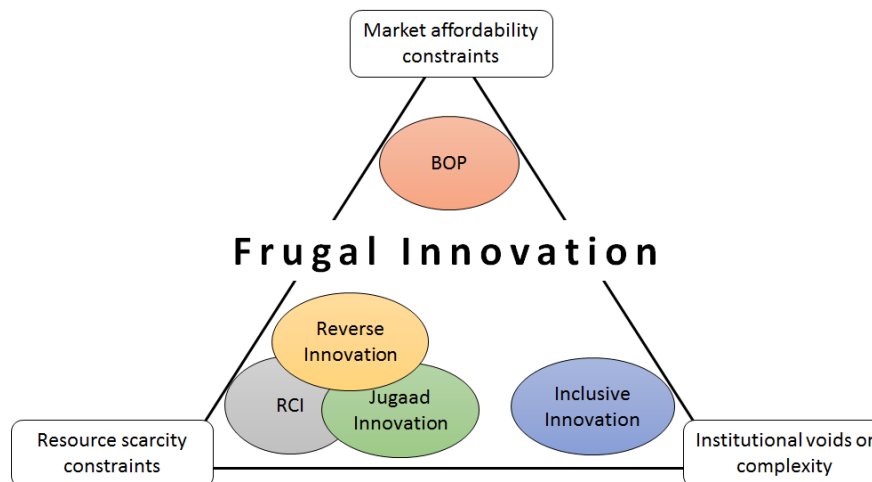 Market affordability
constraints
BOP
Frugal Innovation
Reverse
Innovation
RCI
Jugaad
Innovation
Inclusive
Innovation
Resource scarcity
constraints
Institutional voids or
complexity